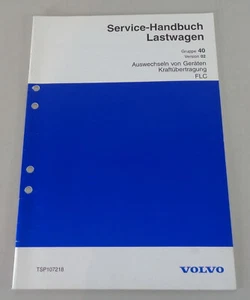 Service-Handbuch
Lastwagen
Gruppe 40
Version 02
Auswechseln von Geräten
Kraftübertragung
FLC
TSP107218
VOLVO